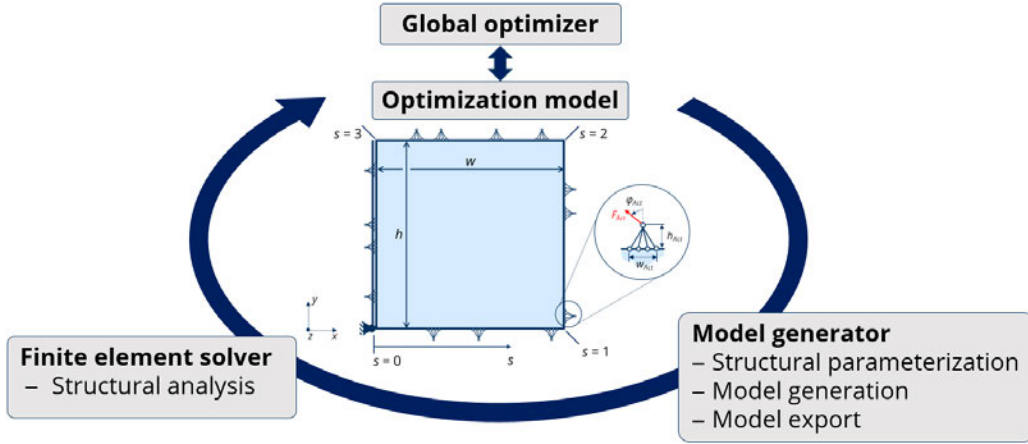 Global optimizer
Optimization model
s = 3
s = 2
w
h
φAct
FAct
hAct
wAct
y
z
x
s = 0
s
s = 1
Finite element solver
– Structural analysis
Model generator
– Structural parameterization
– Model generation
– Model export